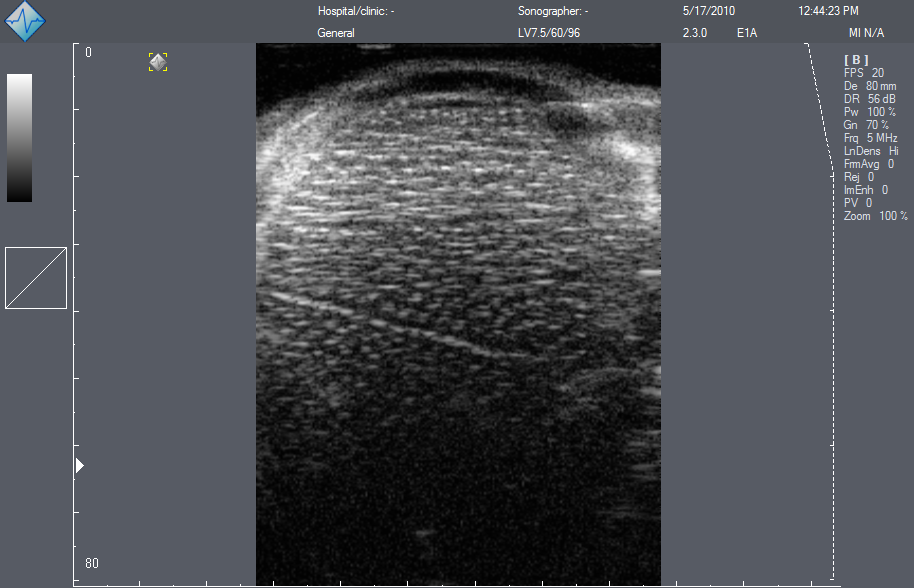 Hospital/clinic: - Sonographer: - 5/17/2010 12:44:23 PM
General LV7.5/60/96 2.3.0 E1A MI N/A
0
[ B ]
FPS 20
De 80 mm
DR 56 dB
Pw 100 %
Gn 70 %
Frq 5 MHz
LnDens Hi
FrmAvg 0
Rej 0
ImEnh 0
PV 0
Zoom 100 %
80